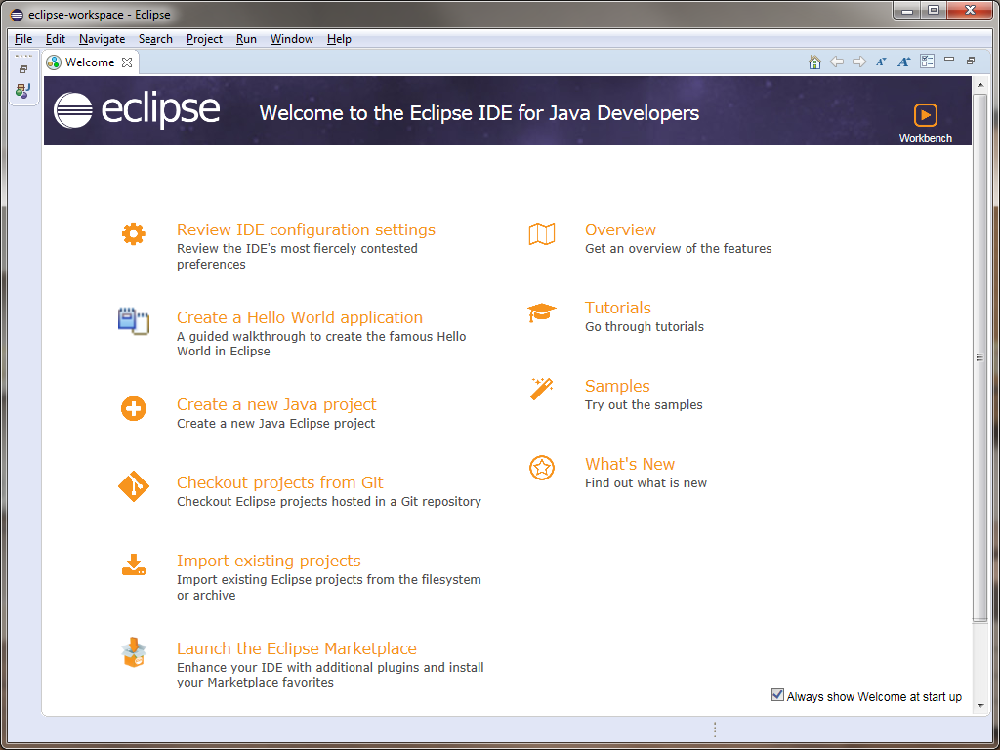 eclipse-workspace - Eclipse
File Edit Navigate Search Project Run Window Help
Welcome
eclipse
Welcome to the Eclipse IDE for Java Developers
Workbench
Review IDE configuration settings
Review the IDE's most fiercely contested
preferences
Create a Hello World application
A guided walkthrough to create the famous Hello
World in Eclipse
Create a new Java project
Create a new Java Eclipse project
Checkout projects from Git
Checkout Eclipse projects hosted in a Git repository
Import existing projects
Import existing Eclipse projects from the filesystem
or archive
Launch the Eclipse Marketplace
Enhance your IDE with additional plugins and install
your Marketplace favorites
Overview
Get an overview of the features
Tutorials
Go through tutorials
Samples
Try out the samples
What's New
Find out what is new
Always show Welcome at start up